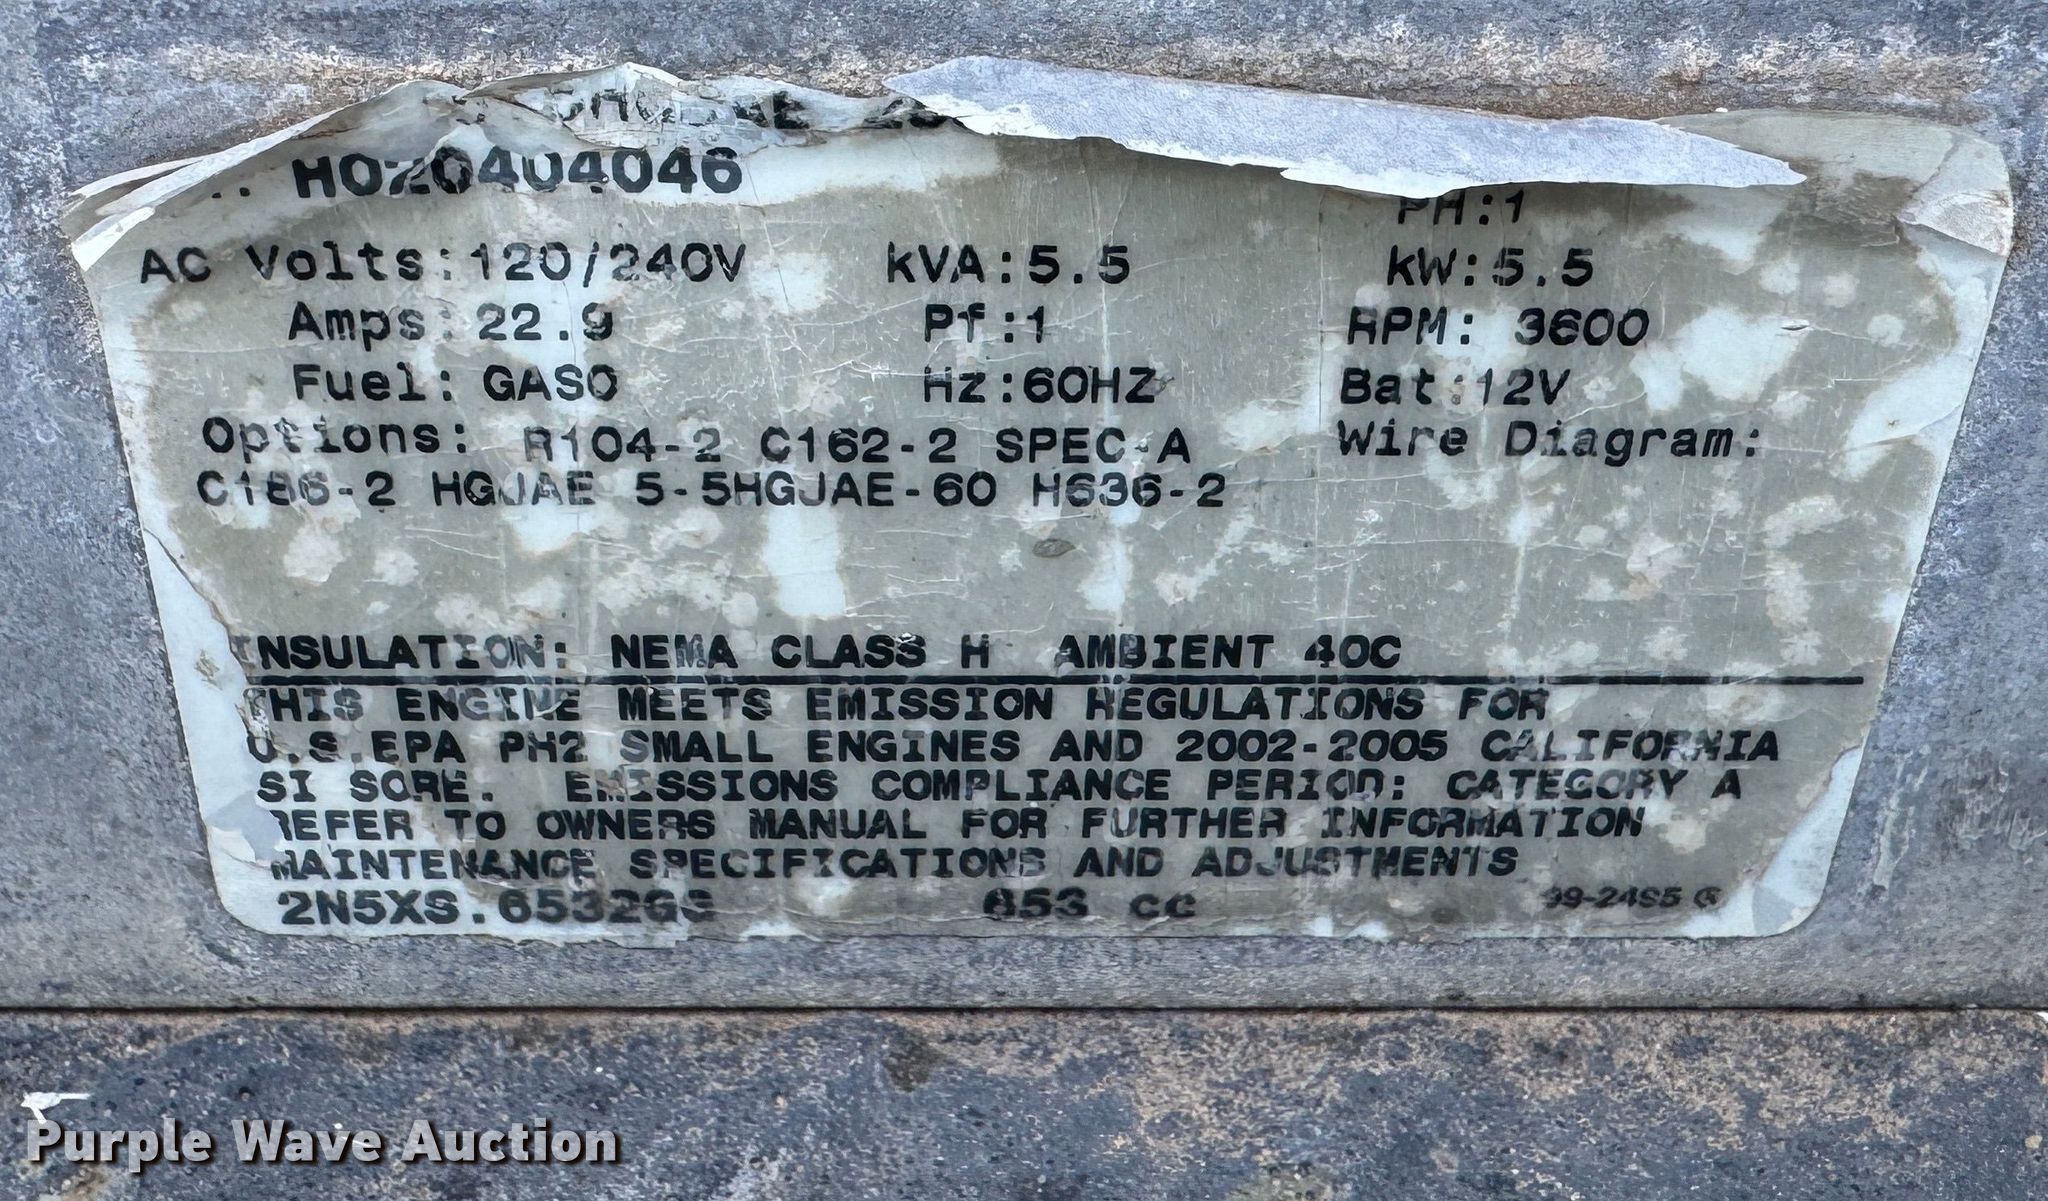 H020404046
PH:1
AC Volts:120/240V kVA:5.5 kW:5.5
Amps:22.9 Pf:1 RPM: 3600
Fuel: GASO Hz:60HZ Bat:12V
Options: R104-2 C162-2 SPEC-A Wire Diagram:
C186-2 HGJAE 5-5HGJAE-60 H636-2
INSULATION: NEMA CLASS H AMBIENT 40C
THIS ENGINE MEETS EMISSION REGULATIONS FOR
U.S.EPA PH2 SMALL ENGINES AND 2002-2005 CALIFORNIA
SI SORE. EMISSIONS COMPLIANCE PERIOD: CATEGORY A
REFER TO OWNERS MANUAL FOR FURTHER INFORMATION
MAINTENANCE SPECIFICATIONS AND ADJUSTMENTS
653 cc
Purple Wave Auction